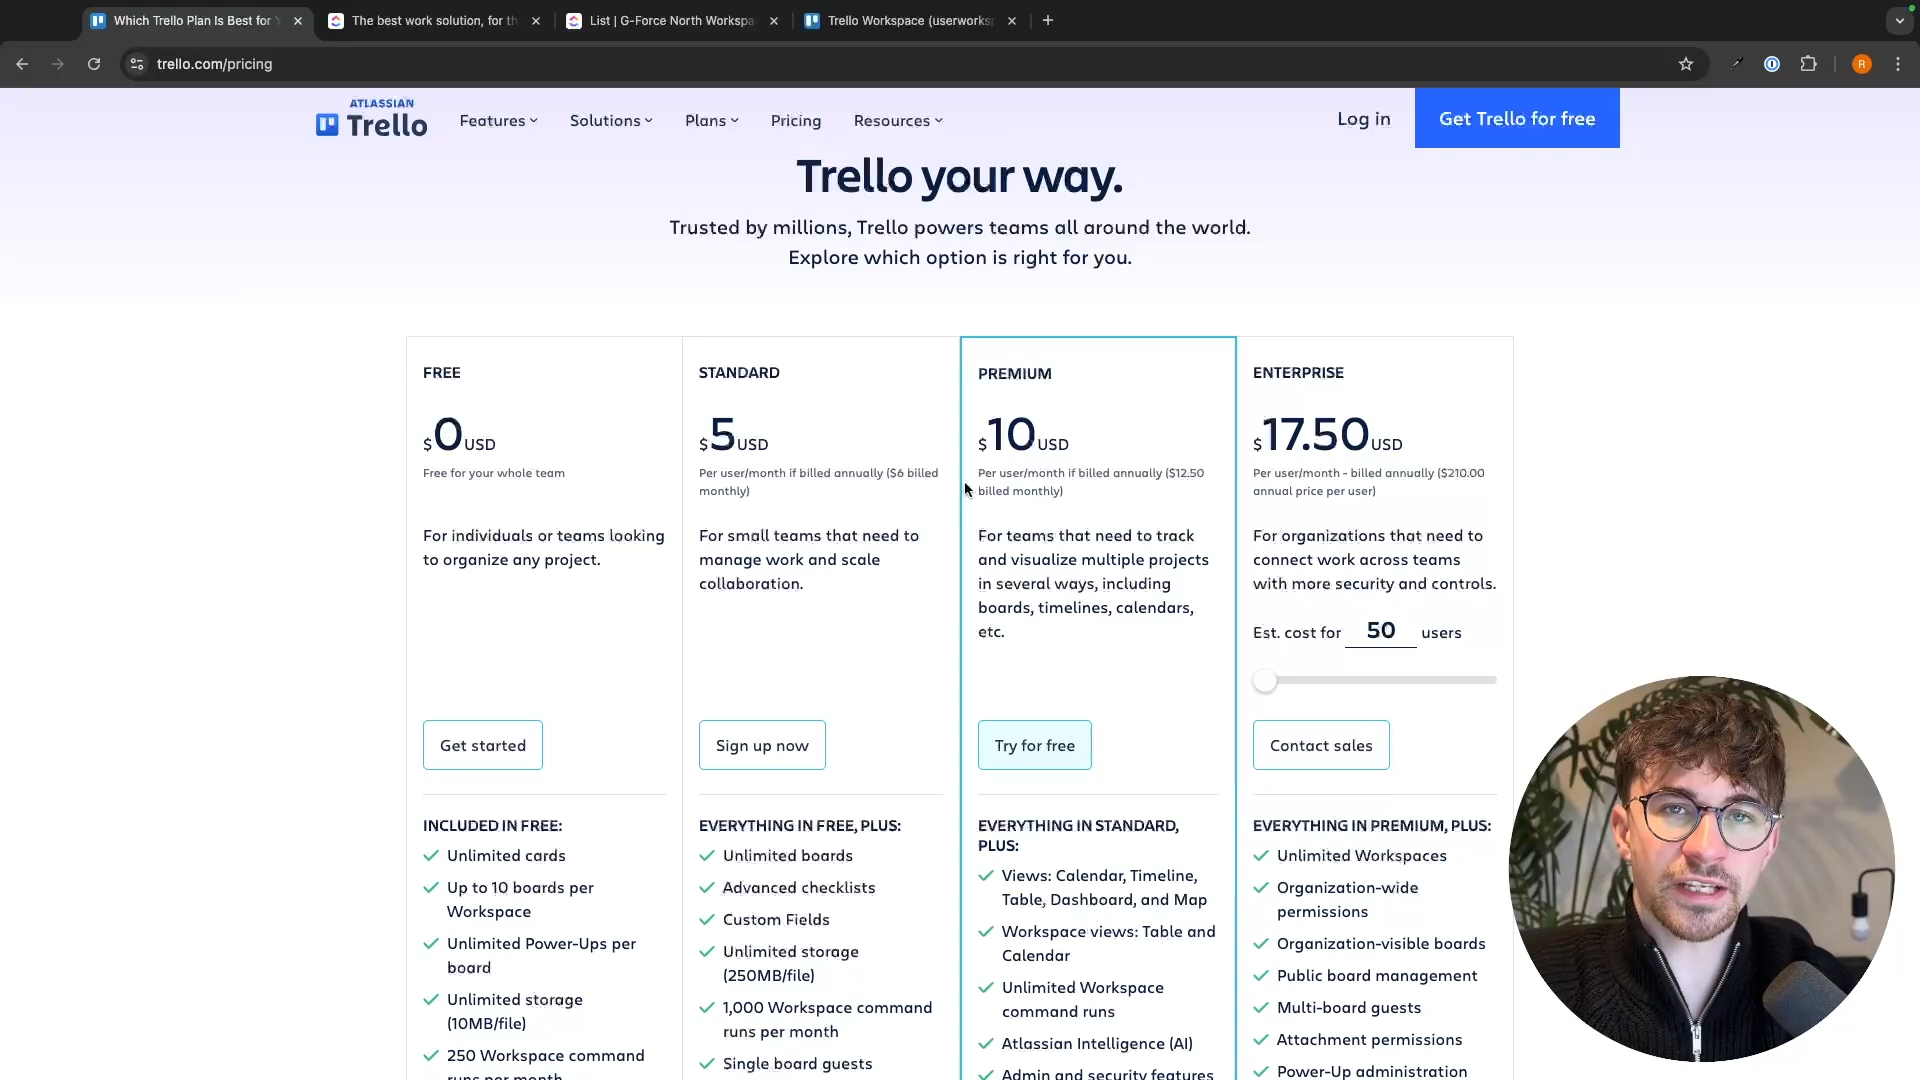 Which Trello Plan Is Best for Y
The best work solution, for th
List | G-Force North Workspa
Trello Workspace (userworksp
trello.com/pricing
R
ATLASSIAN
Trello
Features
Solutions
Plans
Pricing
Resources
Log in
Get Trello for free
Trello your way.
Trusted by millions, Trello powers teams all around the world.
Explore which option is right for you.
FREE
$0USD
Free for your whole team
For individuals or teams looking
to organize any project.
Get started
INCLUDED IN FREE:
Unlimited cards
Up to 10 boards per
Workspace
Unlimited Power-Ups per
board
Unlimited storage
(10MB/file)
250 Workspace command
runs per month
STANDARD
$5USD
Per user/month if billed annually ($6 billed
monthly)
For small teams that need to
manage work and scale
collaboration.
Sign up now
EVERYTHING IN FREE, PLUS:
Unlimited boards
Advanced checklists
Custom Fields
Unlimited storage
(250MB/file)
1,000 Workspace command
runs per month
Single board guests
PREMIUM
$10USD
Per user/month if billed annually ($12.50
billed monthly)
For teams that need to track
and visualize multiple projects
in several ways, including
boards, timelines, calendars,
etc.
Try for free
EVERYTHING IN STANDARD,
PLUS:
Views: Calendar, Timeline,
Table, Dashboard, and Map
Workspace views: Table and
Calendar
Unlimited Workspace
command runs
Atlassian Intelligence (AI)
Admin and security features
ENTERPRISE
$17.50USD
Per user/month - billed annually ($210.00
annual price per user)
For organizations that need to
connect work across teams
with more security and controls.
Est. cost for 50 users
Contact sales
EVERYTHING IN PREMIUM, PLUS:
Unlimited Workspaces
Organization-wide
permissions
Organization-visible boards
Public board management
Multi-board guests
Attachment permissions
Power-Up administration